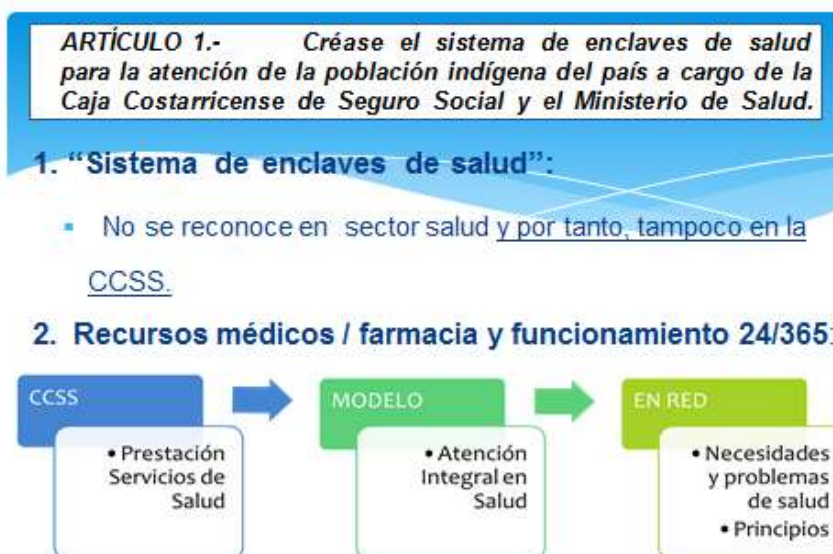 ARTÍCULO 1.- Créase el sistema de enclaves de salud
para la atención de la población indígena del país a cargo de la
Caja Costarricense de Seguro Social y el Ministerio de Salud.
1. “Sistema de enclaves de salud”:
▪ No se reconoce en sector salud y por tanto, tampoco en la
CCSS.
2. Recursos médicos / farmacia y funcionamiento 24/365:
CCSS
• Prestación
Servicios de
Salud
MODELO
• Atención
Integral en
Salud
EN RED
• Necesidades
y problemas
de salud
• Principios